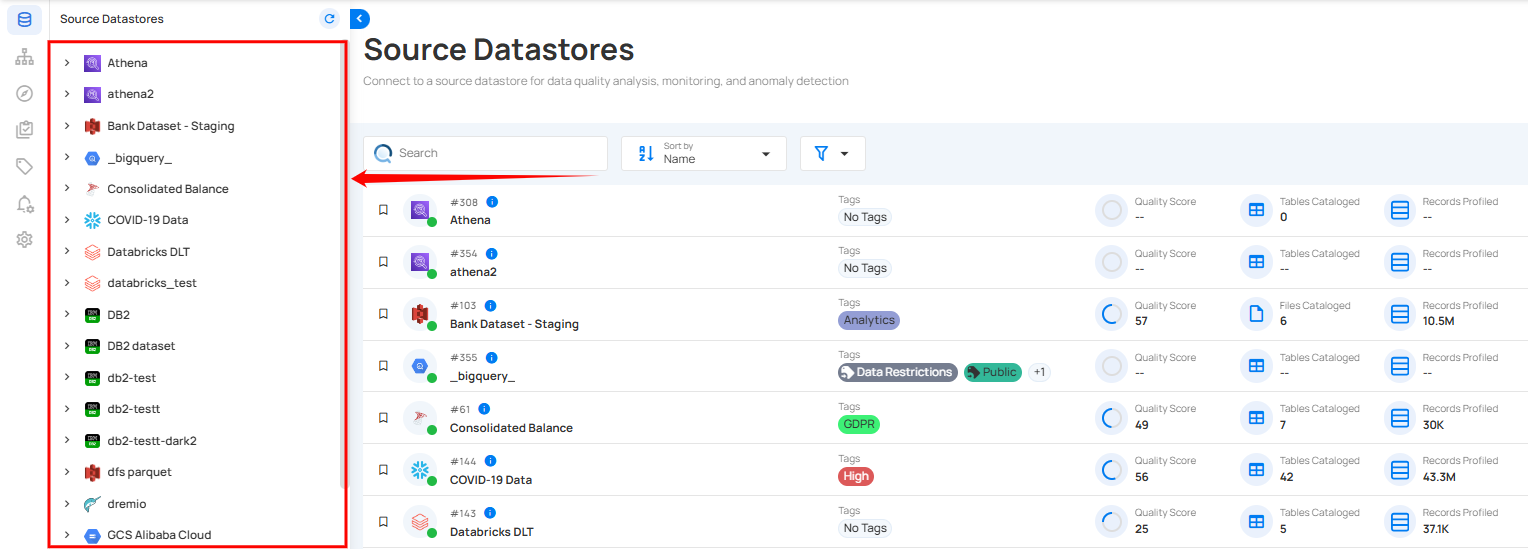 Source Datastores
Athena
athena2
Bank Dataset - Staging
_bigquery_
Consolidated Balance
COVID-19 Data
Databricks DLT
databricks_test
DB2
DB2 dataset
db2-test
db2-testt
db2-testt-dark2
dfs parquet
dremio
GCS Alibaba Cloud
Source Datastores
Connect to a source datastore for data quality analysis, monitoring, and anomaly detection
Search
Sort by
Name
#308
Athena
Tags
No Tags
Quality Score
--
Tables Cataloged
0
Records Profiled
--
#354
athena2
Tags
No Tags
Quality Score
--
Tables Cataloged
--
Records Profiled
--
#103
Bank Dataset - Staging
Tags
Analytics
Quality Score
57
Files Cataloged
6
Records Profiled
10.5M
#355
_bigquery_
Tags
Data Restrictions Public +1
Quality Score
--
Tables Cataloged
--
Records Profiled
--
#61
Consolidated Balance
Tags
GDPR
Quality Score
49
Tables Cataloged
7
Records Profiled
30K
#144
COVID-19 Data
Tags
High
Quality Score
56
Tables Cataloged
42
Records Profiled
43.3M
#143
Databricks DLT
Tags
No Tags
Quality Score
25
Tables Cataloged
5
Records Profiled
37.1K